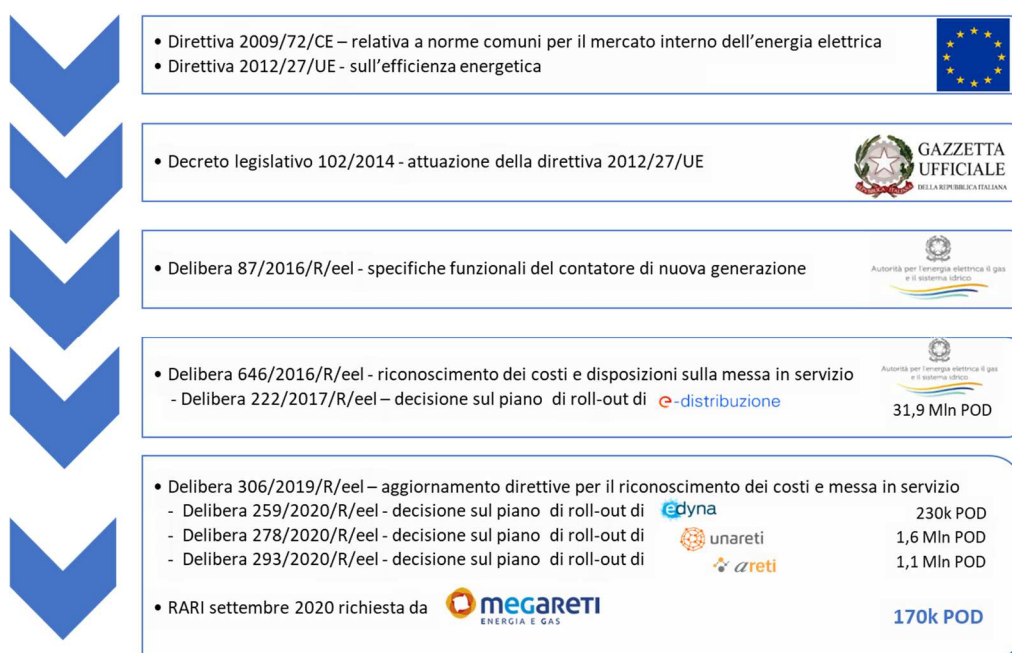 • Direttiva 2009/72/CE – relativa a norme comuni per il mercato interno dell'energia elettrica
• Direttiva 2012/27/UE - sull'efficienza energetica
• Decreto legislativo 102/2014 - attuazione della direttiva 2012/27/UE
GAZZETTA
UFFICIALE
DELLA REPUBBLICA ITALIANA
• Delibera 87/2016/R/eel - specifiche funzionali del contatore di nuova generazione
Autorità per l'energia elettrica il gas
e il sistema idrico
• Delibera 646/2016/R/eel - riconoscimento dei costi e disposizioni sulla messa in servizio
Autorità per l'energia elettrica il gas
e il sistema idrico
- Delibera 222/2017/R/eel – decisione sul piano di roll-out di e-distribuzione
31,9 Mln POD
• Delibera 306/2019/R/eel – aggiornamento direttive per il riconoscimento dei costi e messa in servizio
- Delibera 259/2020/R/eel - decisione sul piano di roll-out di edyna 230k POD
- Delibera 278/2020/R/eel - decisione sul piano di roll-out di unareti 1,6 Mln POD
- Delibera 293/2020/R/eel - decisione sul piano di roll-out di areti 1,1 Mln POD
• RARI settembre 2020 richiesta da megareti 170k POD
ENERGIA E GAS